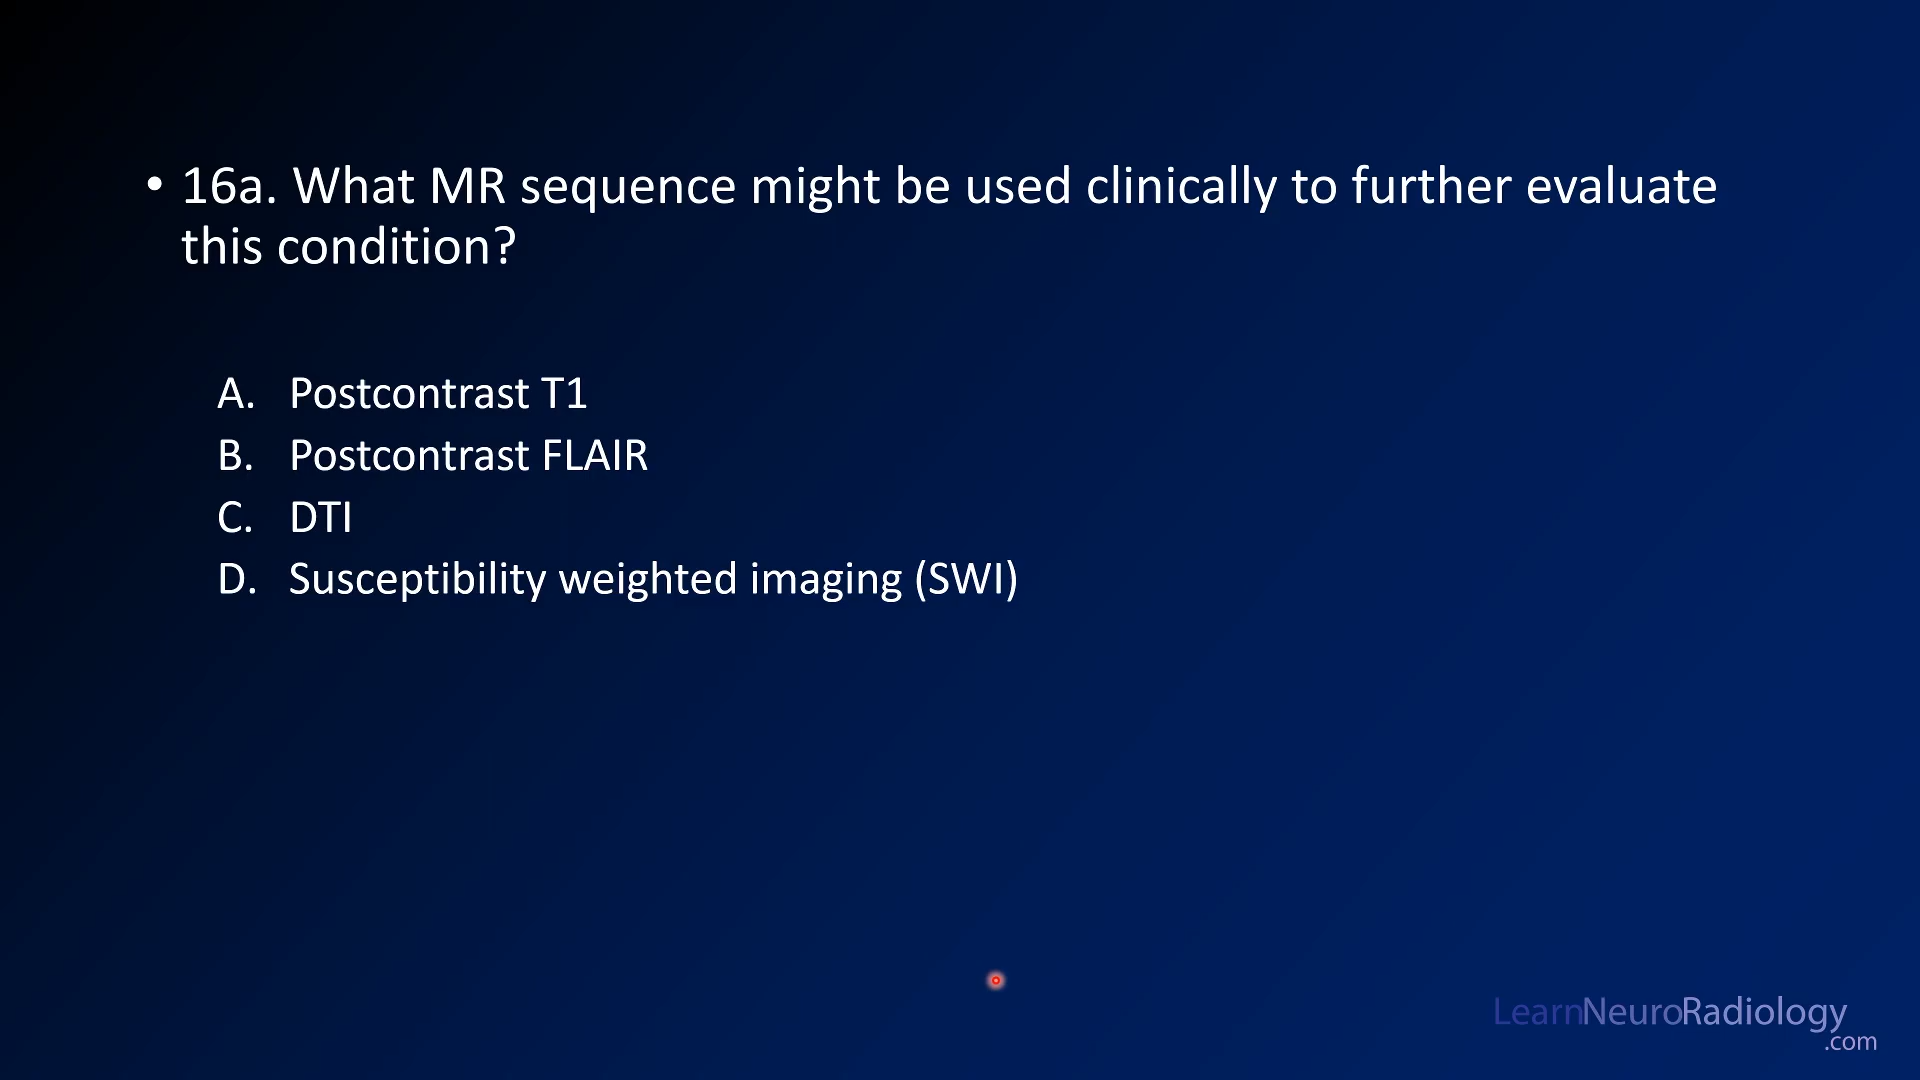 • 16a. What MR sequence might be used clinically to further evaluate
this condition?
A. Postcontrast T1
B. Postcontrast FLAIR
C. DTI
D. Susceptibility weighted imaging (SWI)
LearnNeuroRadiology
.com